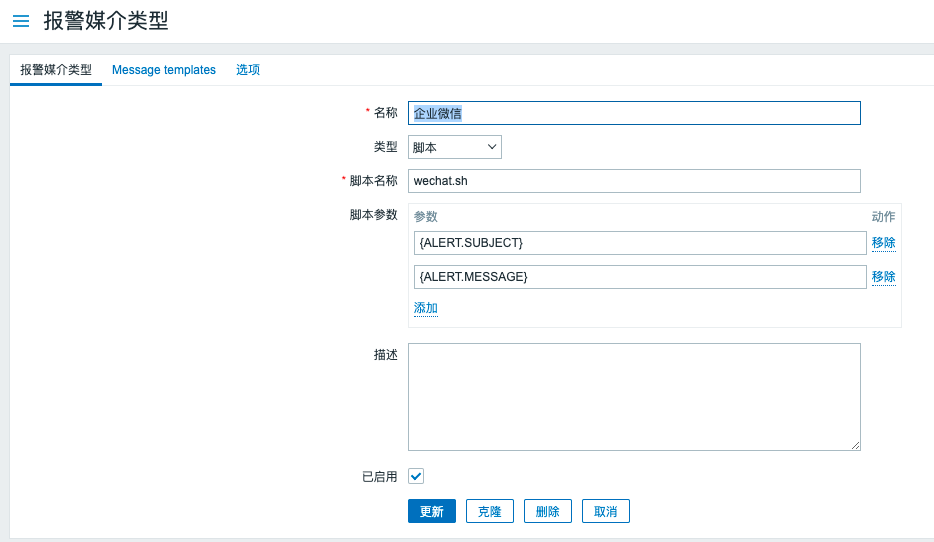 报警媒介类型
报警媒介类型 Message templates 选项
* 名称 企业微信
类型 脚本
* 脚本名称 wechat.sh
脚本参数 参数 动作
{ALERT.SUBJECT} 移除
{ALERT.MESSAGE} 移除
添加
描述
已启用
更新 克隆 删除 取消